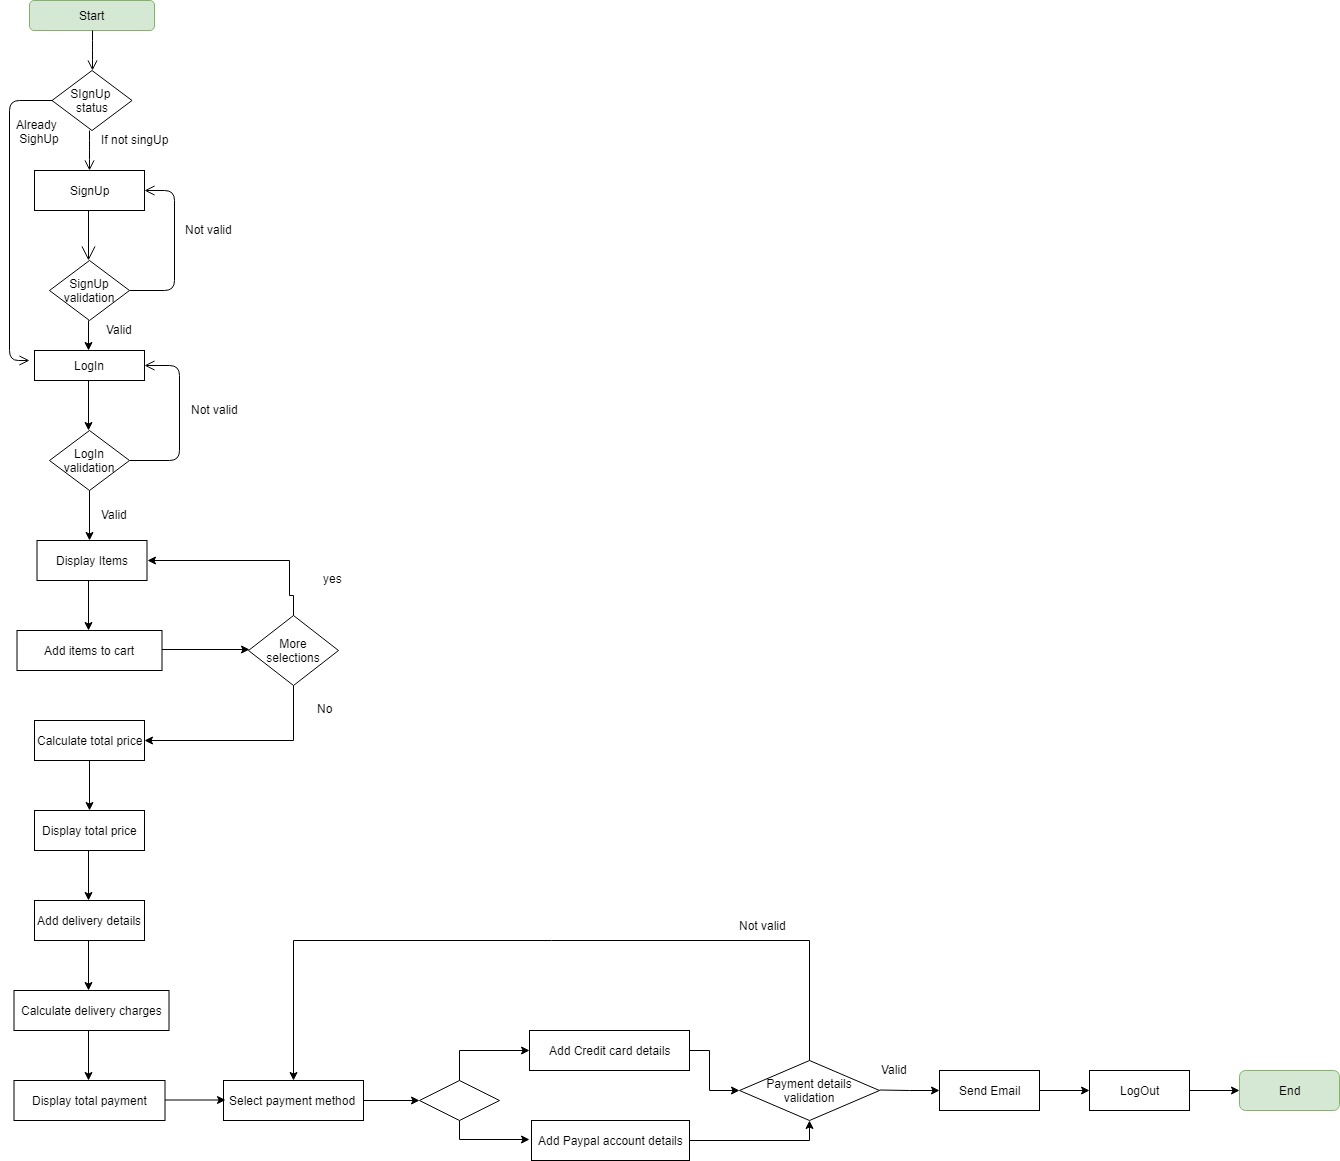 Start
SIgnUp
status
Already
SighUp
If not singUp
SignUp
Not valid
SignUp
validation
Valid
LogIn
Not valid
LogIn
validation
Valid
Display Items
yes
Add items to cart
More
selections
No
Calculate total price
Display total price
Add delivery details
Not valid
Calculate delivery charges
Add Credit card details
Valid
Payment details
validation
Send Email
LogOut
End
Display total payment
Select payment method
Add Paypal account details